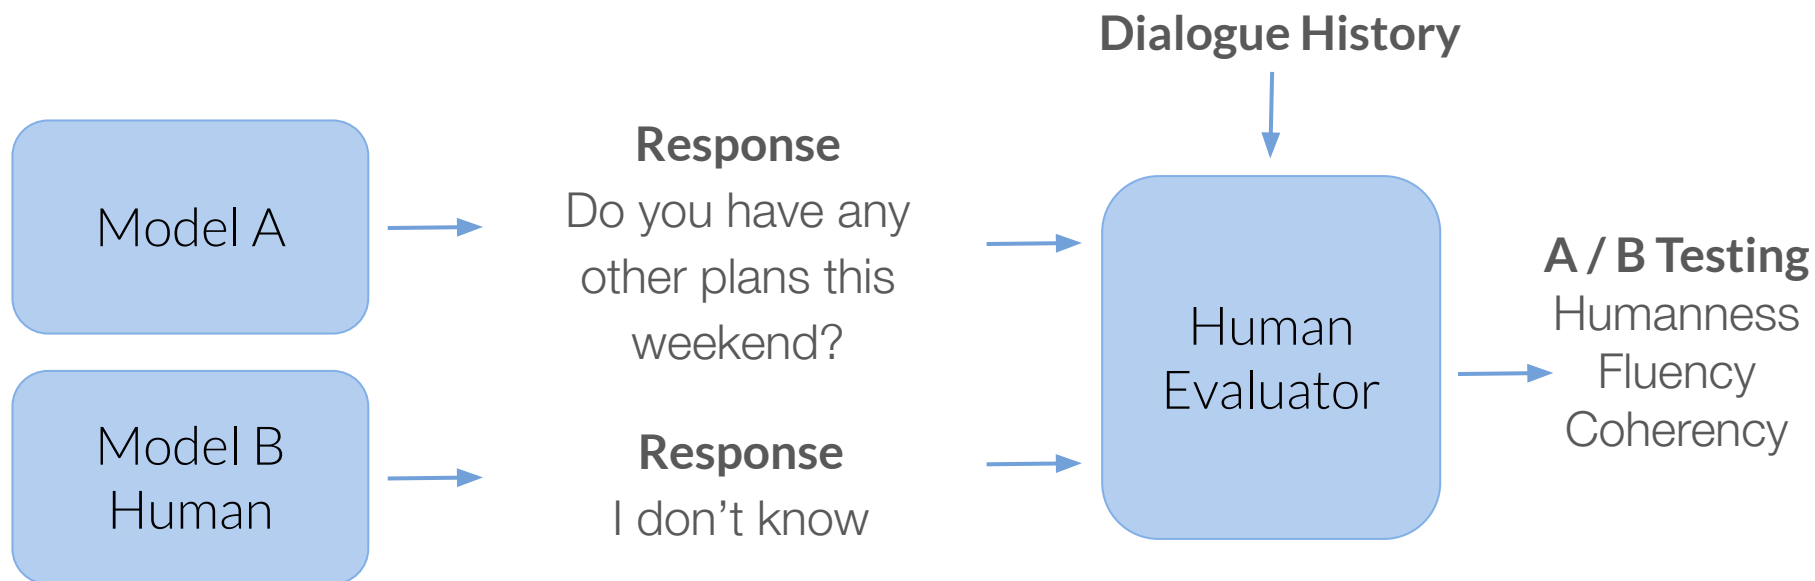 Dialogue History
Model A
Response
Do you have any
other plans this
weekend?
Model B
Human
Response
I don’t know
Human
Evaluator
A / B Testing
Humanness
Fluency
Coherency